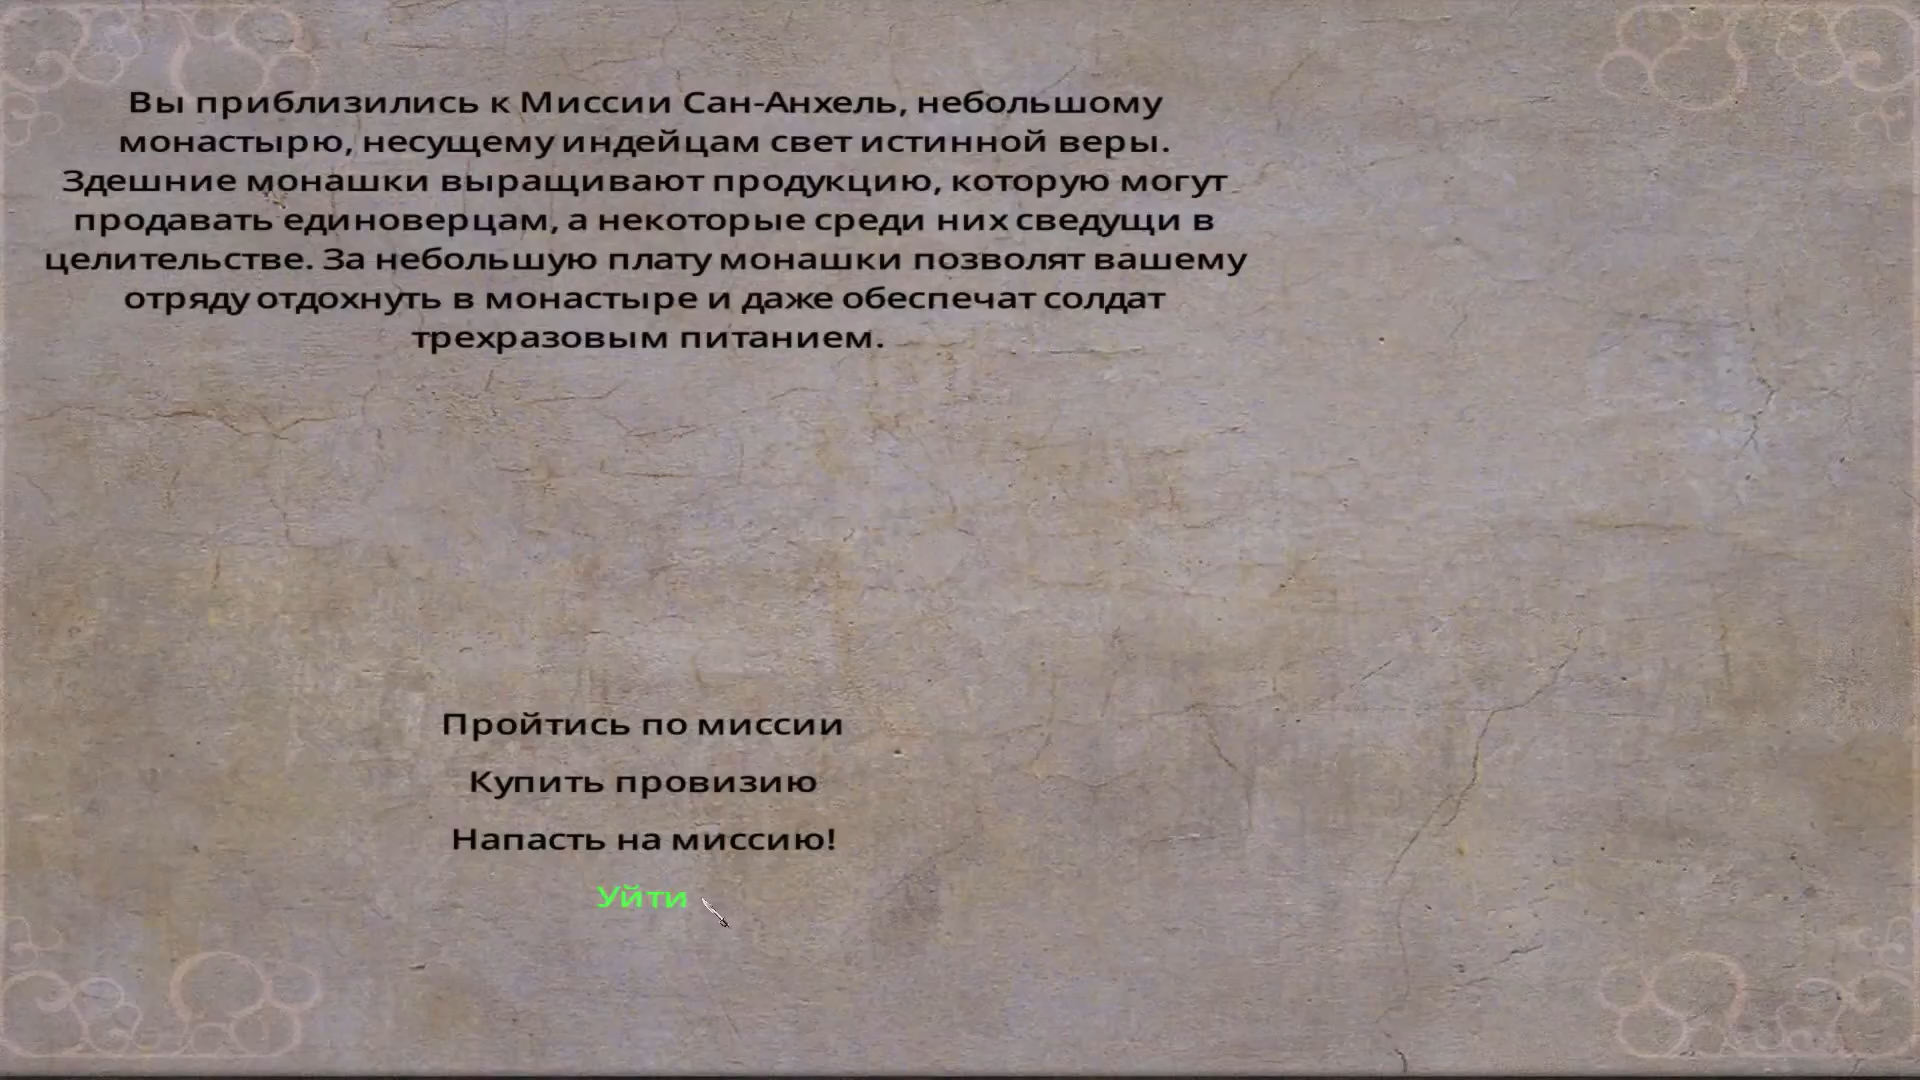 Вы приблизились к Миссии Сан-Анхель, небольшому
монастырю, несущему индейцам свет истинной веры.
Здешние монашки выращивают продукцию, которую могут
продавать единоверцам, а некоторые среди них сведущи в
целительстве. За небольшую плату монашки позволят вашему
отряду отдохнуть в монастыре и даже обеспечат солдат
трехразовым питанием.
Пройтись по миссии
Купить провизию
Напасть на миссию!
Уйти